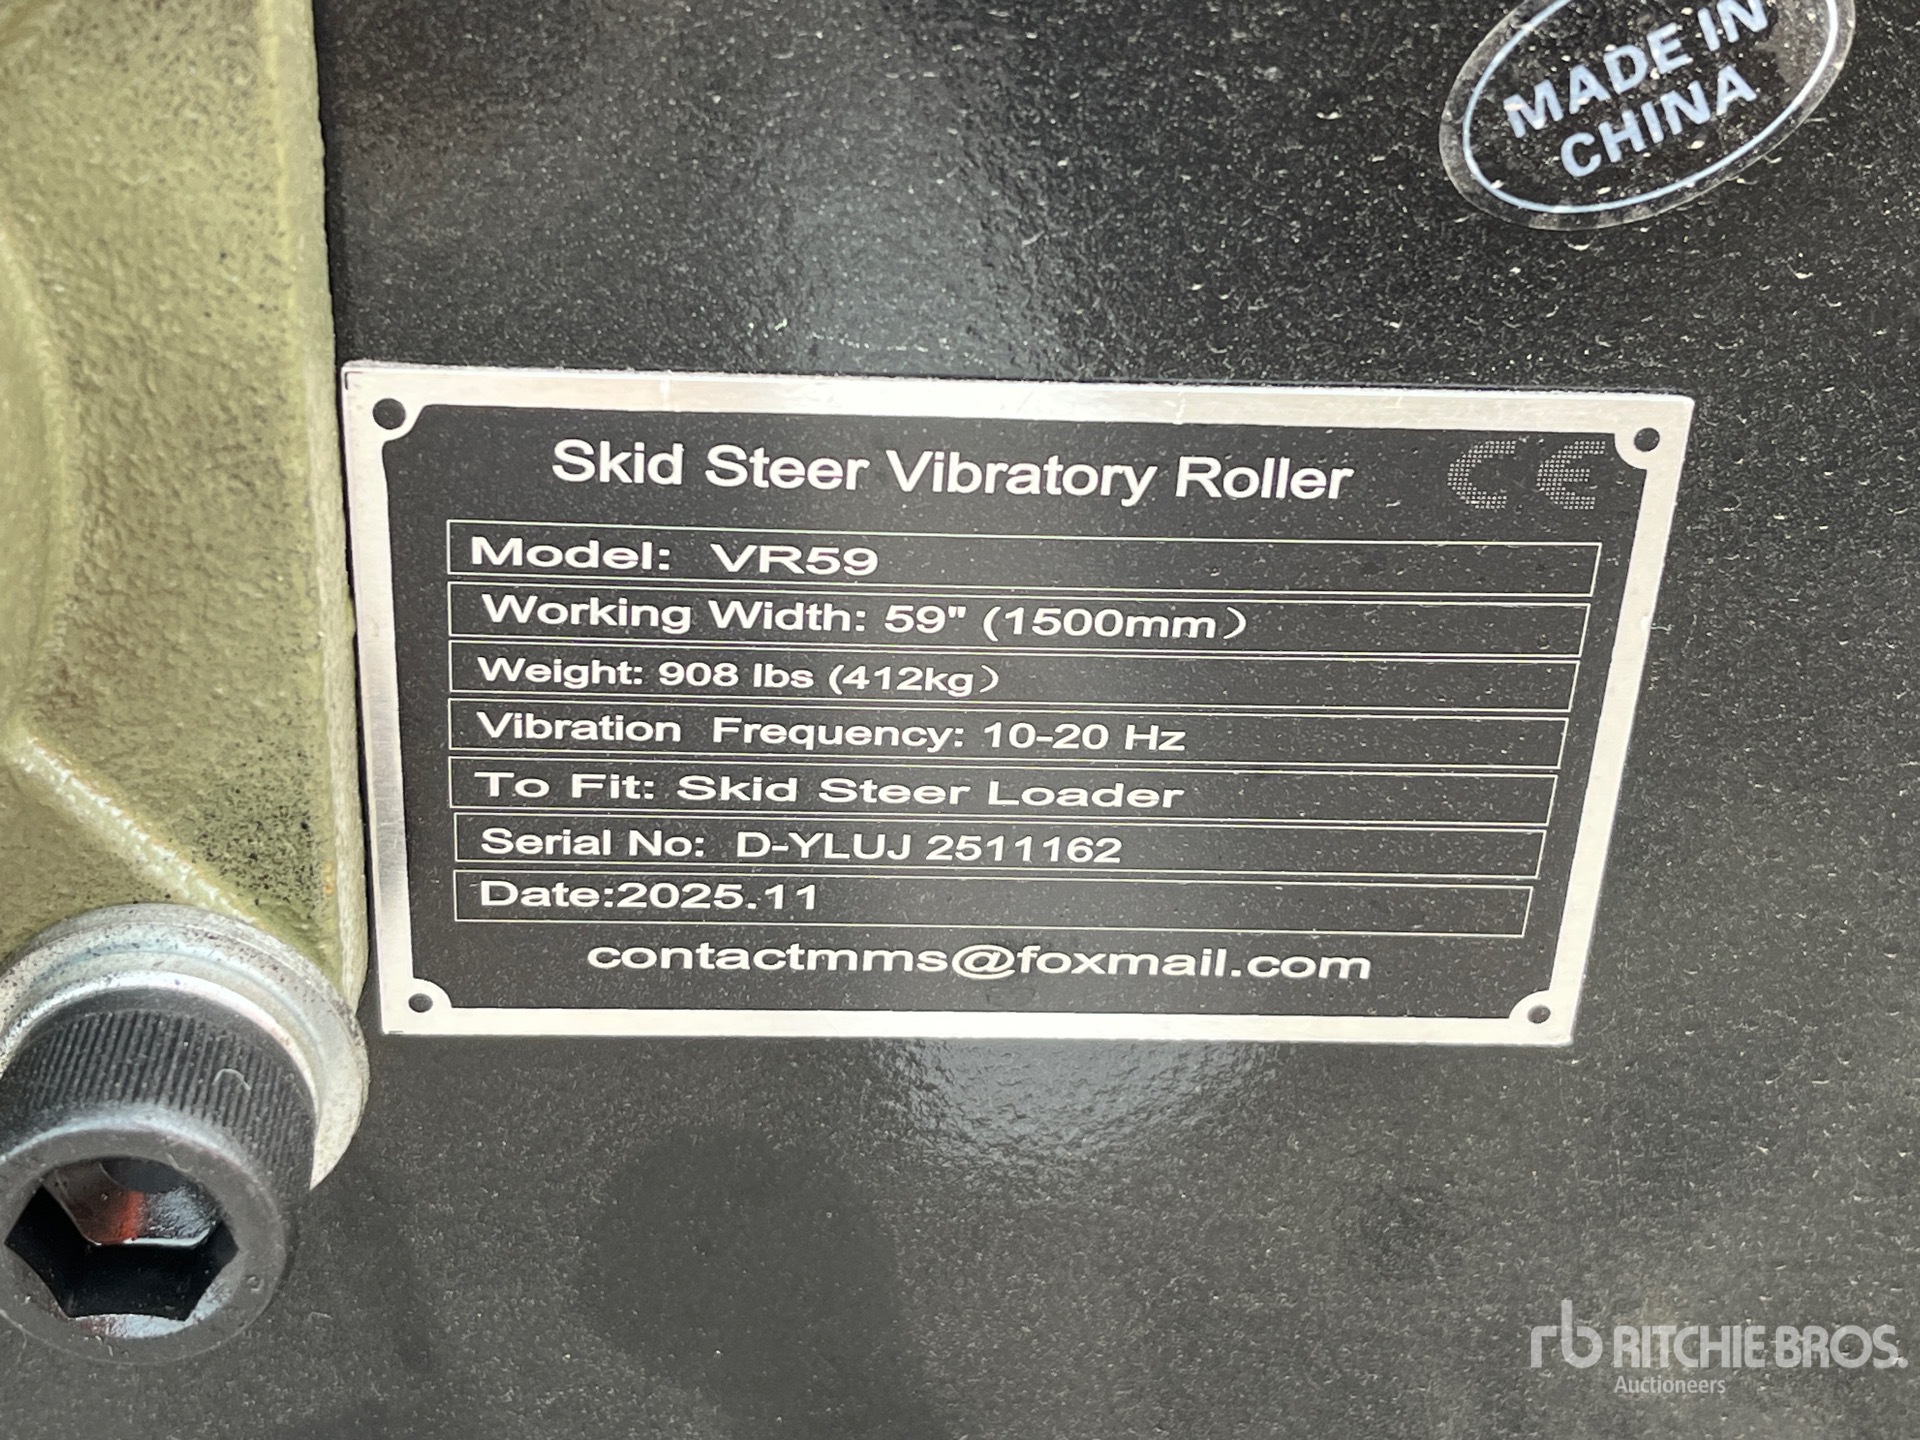 MADE IN
CHINA
Skid Steer Vibratory Roller CE
Model: VR59
Working Width: 59" (1500mm）
Weight: 908 lbs (412kg）
Vibration Frequency: 10-20 Hz
To Fit: Skid Steer Loader
Serial No: D-YLUJ 2511162
Date:2025.11
contactmms@foxmail.com
rb RITCHIE BROS.
Auctioneers